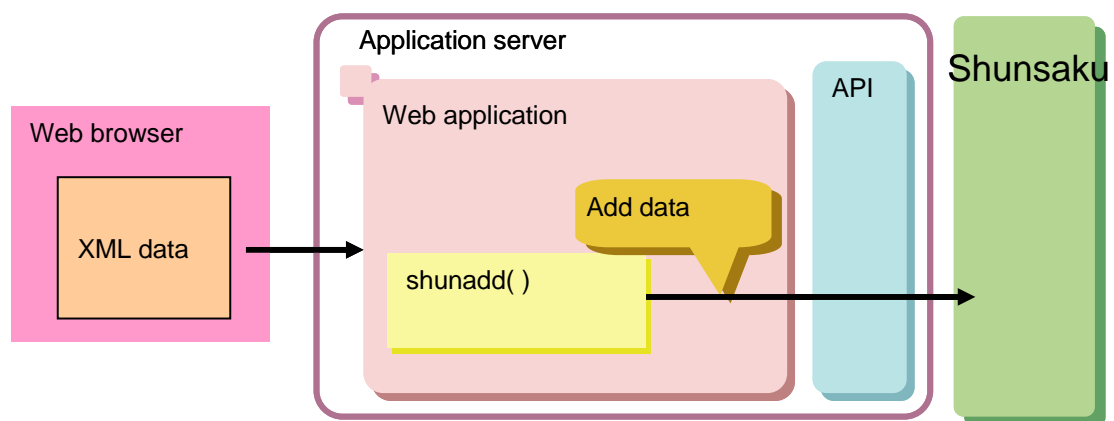 Application server
Shunsaku
API
Web application
Web browser
Add data
XML data
shunadd( )